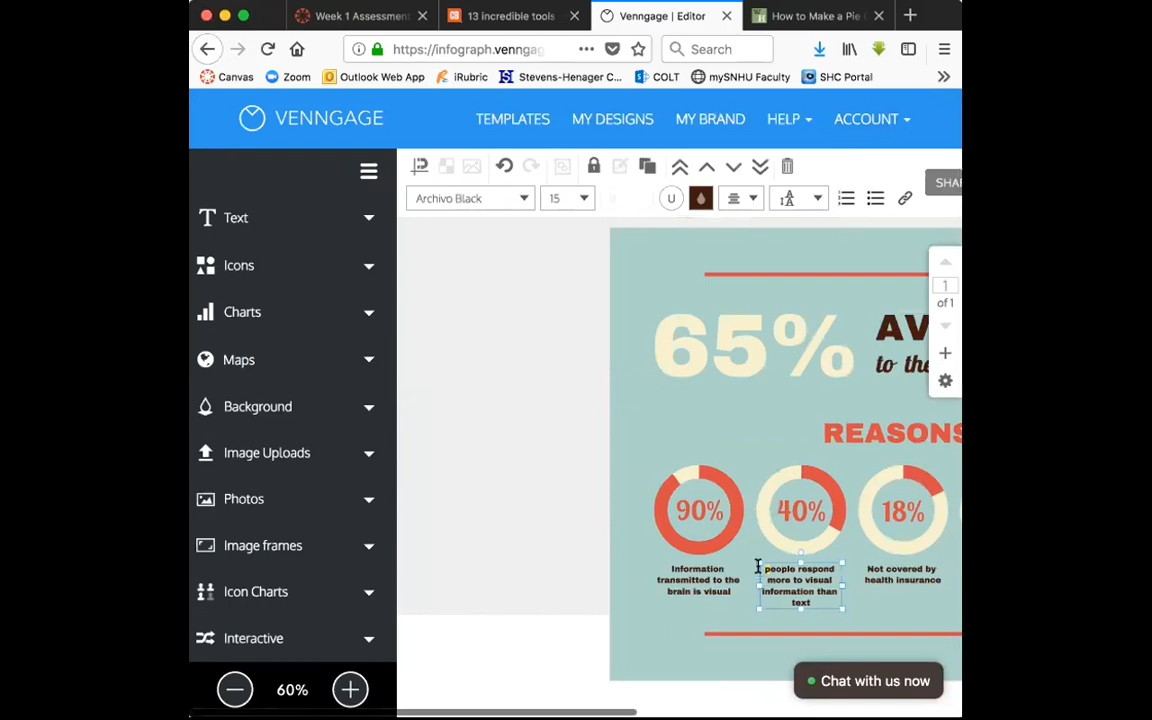 Week 1 Assessment
13 incredible tools
Venngage | Editor
How to Make a Pie
https://infograph.venngag
Search
Canvas
Zoom
Outlook Web App
iRubric
Stevens-Henager C...
COLT
mySNHU Faculty
SHC Portal
VENNGAGE
TEMPLATES
MY DESIGNS
MY BRAND
HELP
ACCOUNT
Archivo Black
15
U
SHAR
Text
Icons
Charts
Maps
Background
Image Uploads
Photos
Image frames
Icon Charts
Interactive
60%
1
of 1
65%
AV
to the
REASONS
90%
40%
18%
Information
transmitted to the
brain is visual
people respond
more to visual
information than
text
Not covered by
health insurance
Chat with us now